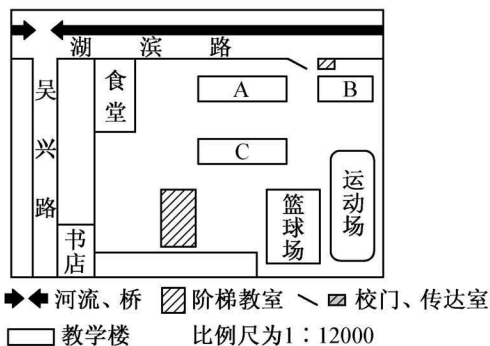 湖滨路
吴兴路
食堂
A
B
C
运动场
篮球场
书店
河流、桥
阶梯教室
校门、传达室
教学楼
比例尺为1：12000